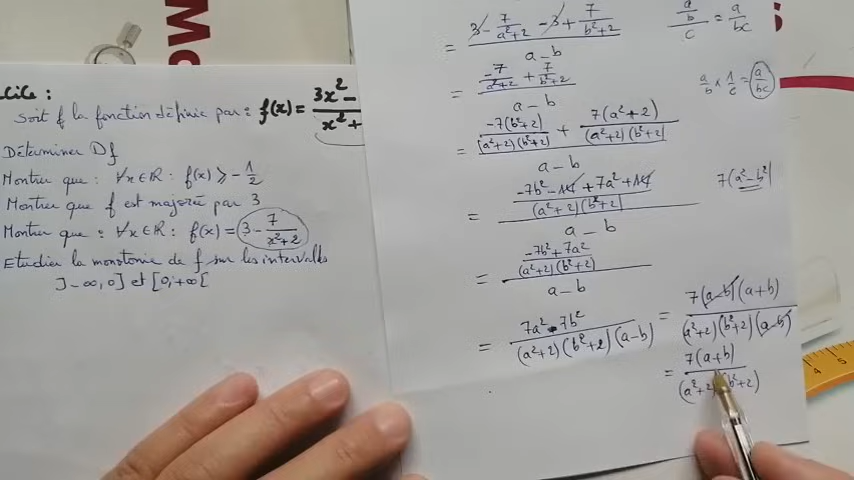 Mo
cice :
Soit f la fonction définie par : f(x) = 3x² - / x² +
Déterminer Df
Montrer que : ∀x∈ℝ : f(x) ⩾ -1/2
Montrer que f est majorée par 3
Montrer que : ∀x∈ℝ : f(x) = 3 - 7/(x²+2)
Etudier la monotonie de f sur les intervalles
]-∞,0] et [0,+∞[
= (3 - 7/(a²+2) - 3 + 7/(b²+2)) / (a-b)
(a/b)/c = a/bc
= (-7/(a²+2) + 7/(b²+2)) / (a-b)
a/b × 1/c = a/bc
= (-7(b²+2)/((a²+2)(b²+2)) + 7(a²+2)/((a²+2)(b²+2))) / (a-b)
= ((-7b²-14+7a²+14)/((a²+2)(b²+2))) / (a-b)
7(a²-b²)
= ((-7b²+7a²)/((a²+2)(b²+2))) / (a-b)
= (7a²-7b²)/((a²+2)(b²+2)(a-b))
= 7(a-b)(a+b)/((a²+2)(b²+2)(a-b))
= 7(a+b)/((a²+2)(b²+2))
4 5